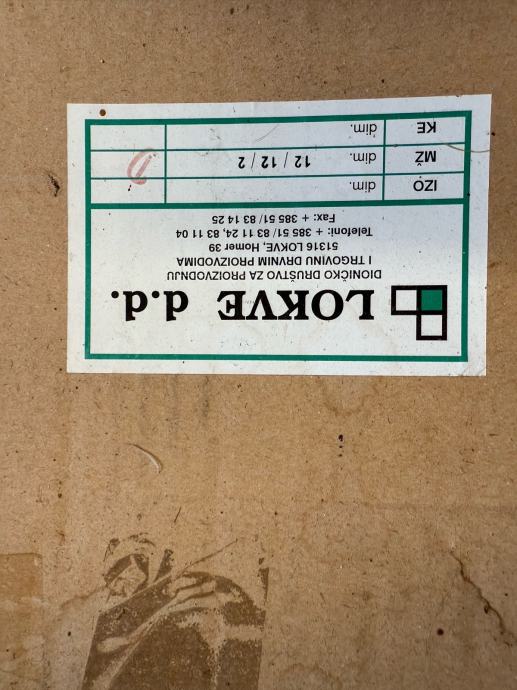 LOKVE d.d.
DIONIČKO DRUŠTVO ZA PROIZVODNJU
I TRGOVINU DRVNIM PROIZVODIMA
51316 LOKVE, Homer 39
Telefoni: + 385 51/ 83 11 24, 83 11 04
Fax: + 385 51/ 83 14 25
IZO dim.
MŽ dim. 12 / 12 / 2
KE dim.